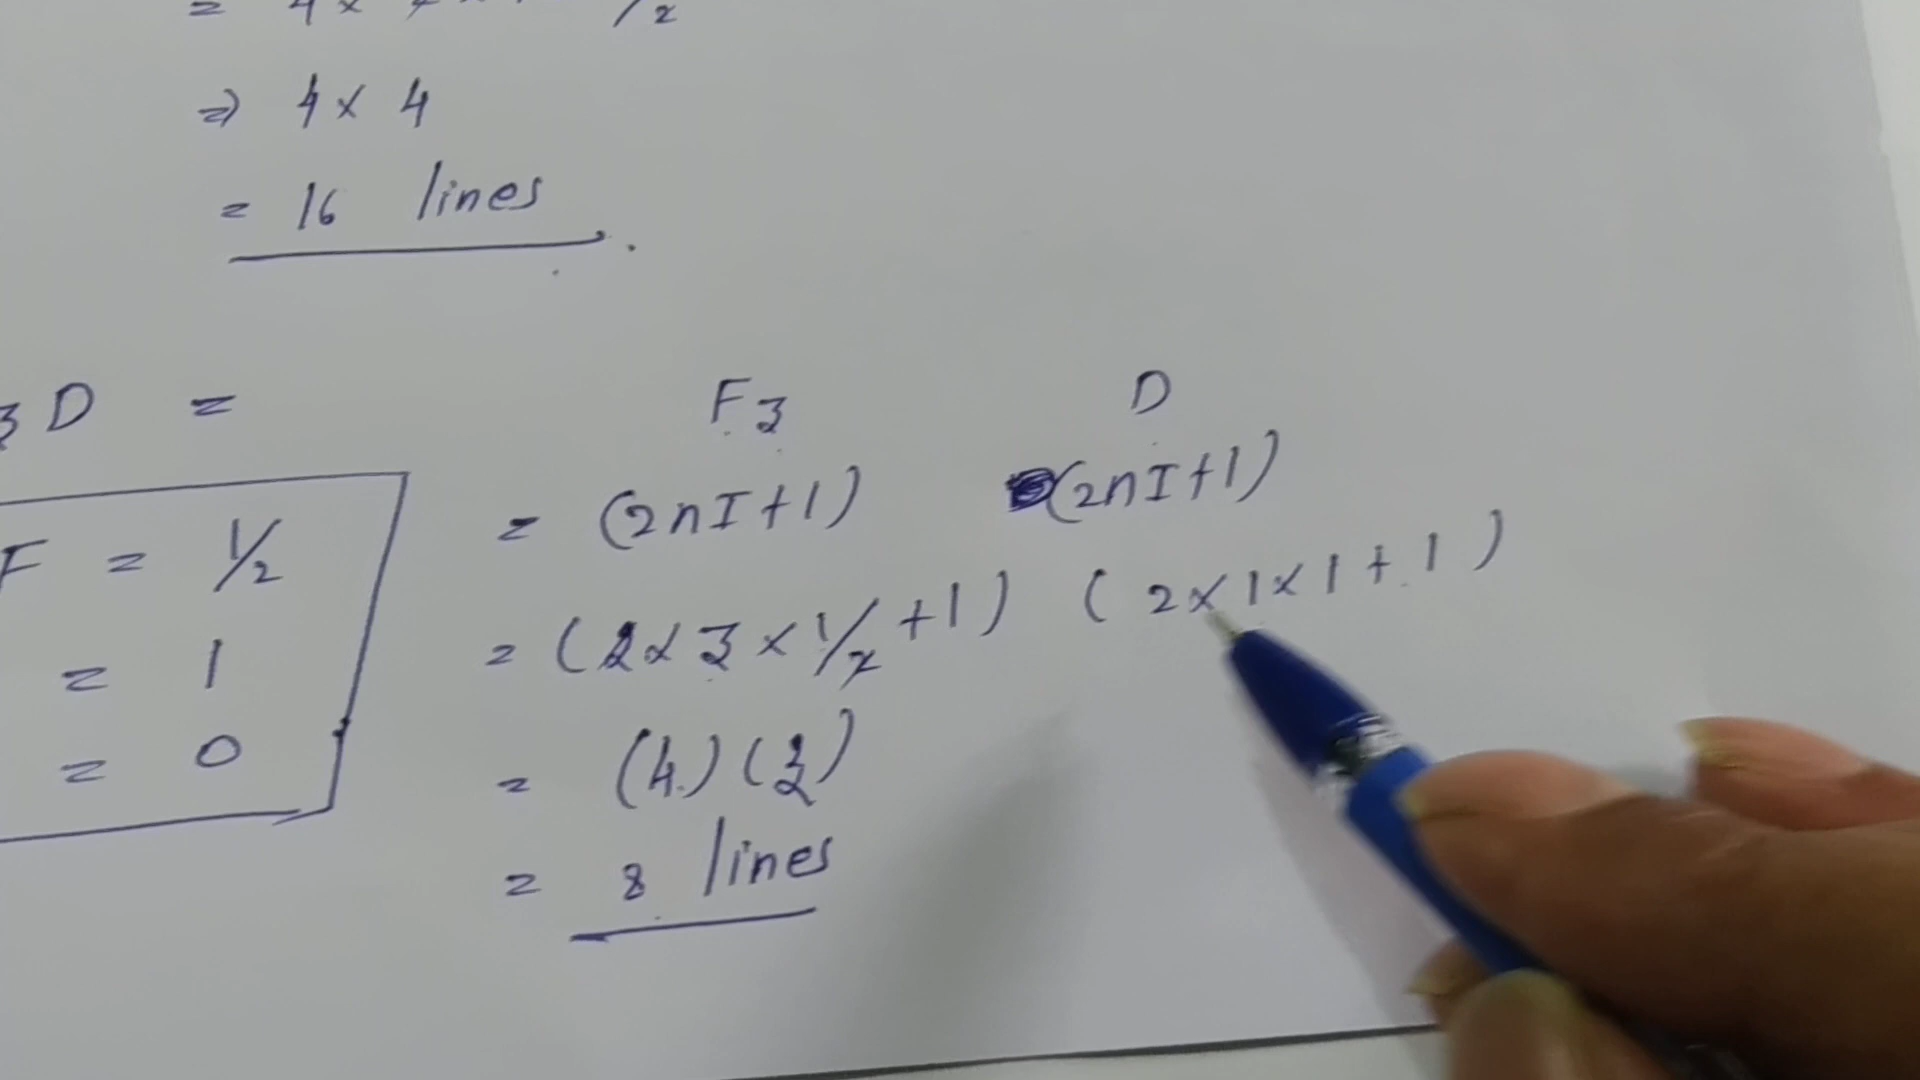 ⇒ 4 × 4
= 16 lines
3 D =
F3 D
= (2nI+1) (2nI+1)
F = 1/2
= (2×3×1/2+1) (2×1×1+1)
= 1
= (4)(3)
= 0
= 8 lines